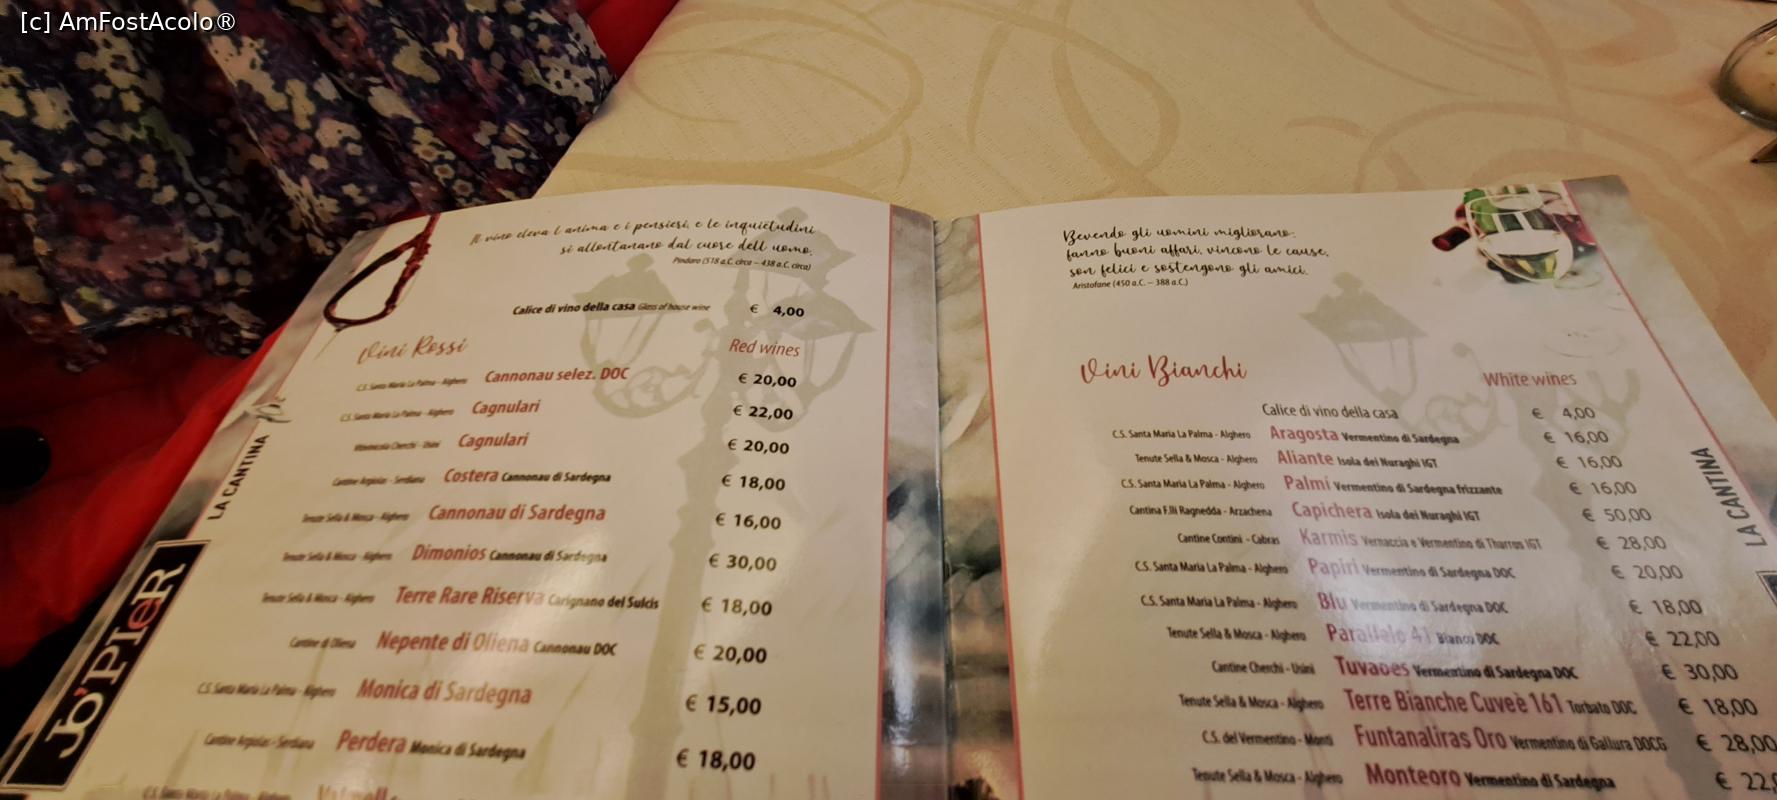 [c] AmFostAcolo®
Il vino eleva l'anima e i pensieri, e le inquietudini
si allontanano dal cuore dell'uomo.
Pindaro (518 a.C. circa – 438 a.C. circa)
Calice di vino della casa Glass of house wine € 4,00
Vini Rossi Red wines
C.S. Santa Maria La Palma - Alghero Cannonau selez. DOC € 20,00
C.S. Santa Maria La Palma - Alghero Cagnulari € 22,00
Cherchi - Usini Cagnulari € 20,00
Cantine Argiolas - Serdiana Costera Cannonau di Sardegna € 18,00
Tenute Sella & Mosca - Alghero Cannonau di Sardegna € 16,00
Tenute Sella & Mosca - Alghero Dimonios Cannonau di Sardegna € 30,00
Tenute Sella & Mosca - Alghero Terre Rare Riserva Carignano del Sulcis € 18,00
Cantine di Oliena Nepente di Oliena Cannonau DOC € 20,00
C.S. Santa Maria La Palma - Alghero Monica di Sardegna € 15,00
Cantine Argiolas - Serdiana Perdera Monica di Sardegna € 18,00
LA CANTINA
JO'PIeR
Bevendo gli uomini migliorano:
fanno buoni affari, vincono le cause,
son felici e sostengono gli amici.
Aristofane (450 a.C. – 388 a.C.)
Vini Bianchi White wines
Calice di vino della casa € 4,00
C.S. Santa Maria La Palma - Alghero Aragosta Vermentino di Sardegna € 16,00
Tenute Sella & Mosca - Alghero Aliante Isola dei Nuraghi IGT € 16,00
C.S. Santa Maria La Palma - Alghero Palmì Vermentino di Sardegna frizzante € 16,00
Cantina F.lli Ragnedda - Arzachena Capichera Isola dei Nuraghi IGT € 50,00
Cantine Contini - Cabras Karmis Vernaccia e Vermentino di Tharros IGT € 28,00
C.S. Santa Maria La Palma - Alghero Papiri Vermentino di Sardegna DOC € 20,00
C.S. Santa Maria La Palma - Alghero Blu Vermentino di Sardegna DOC € 18,00
Tenute Sella & Mosca - Alghero Parallelo 41 Bianco DOC € 22,00
Cantine Cherchi - Usini Tuvaoes Vermentino di Sardegna DOC € 30,00
Tenute Sella & Mosca - Alghero Terre Bianche Cuveè 161 Torbato DOC € 18,00
C.S. del Vermentino - Monti Funtanaliras Oro Vermentino di Gallura DOCG € 28,00
Tenute Sella & Mosca - Alghero Monteoro Vermentino di Sardegna € 22,
LA CANTINA